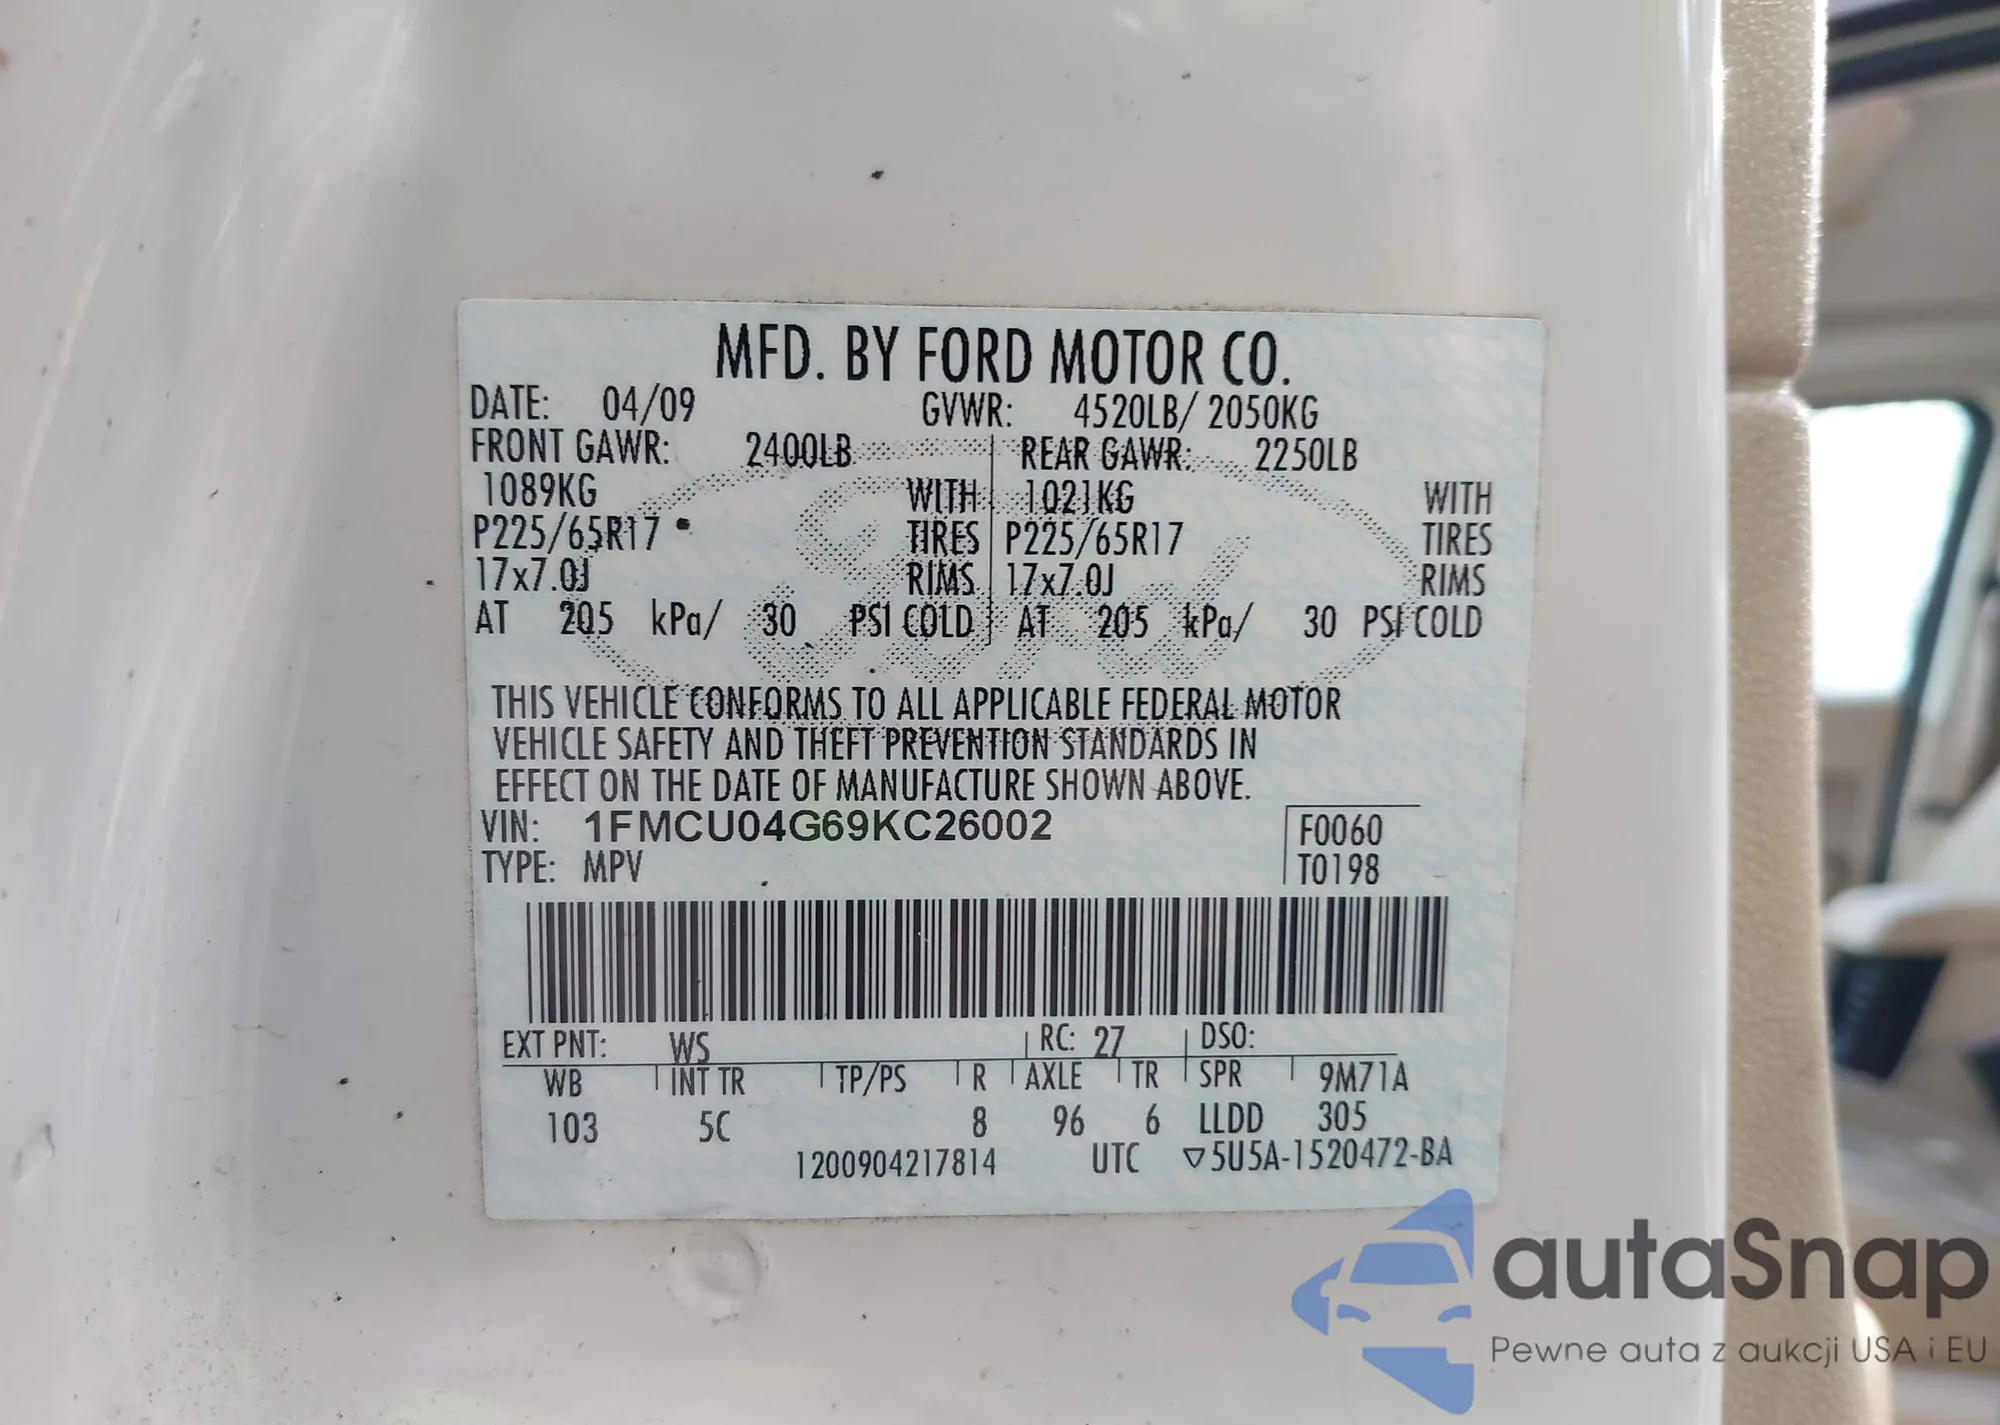 MFD. BY FORD MOTOR CO.
DATE: 04/09 GVWR: 4520LB/ 2050KG
FRONT GAWR: 2400LB REAR GAWR: 2250LB
1089KG WITH 1021KG WITH
P225/65R17 TIRES P225/65R17 TIRES
17x7.0J RIMS 17x7.0J RIMS
AT 205 kPa/ 30 PSI COLD AT 205 kPa/ 30 PSI COLD
Ford
THIS VEHICLE CONFORMS TO ALL APPLICABLE FEDERAL MOTOR
VEHICLE SAFETY AND THEFT PREVENTION STANDARDS IN
EFFECT ON THE DATE OF MANUFACTURE SHOWN ABOVE.
VIN: 1FMCU04G69KC26002 F0060
TYPE: MPV T0198
EXT PNT: WS RC: 27 DSO:
WB INT TR TP/PS R AXLE TR SPR 9M71A
103 5C 8 96 6 LLDD 305
1200904217814 UTC ▽5U5A-1520472-BA
autaSnap
Pewne auta z aukcji USA i EU